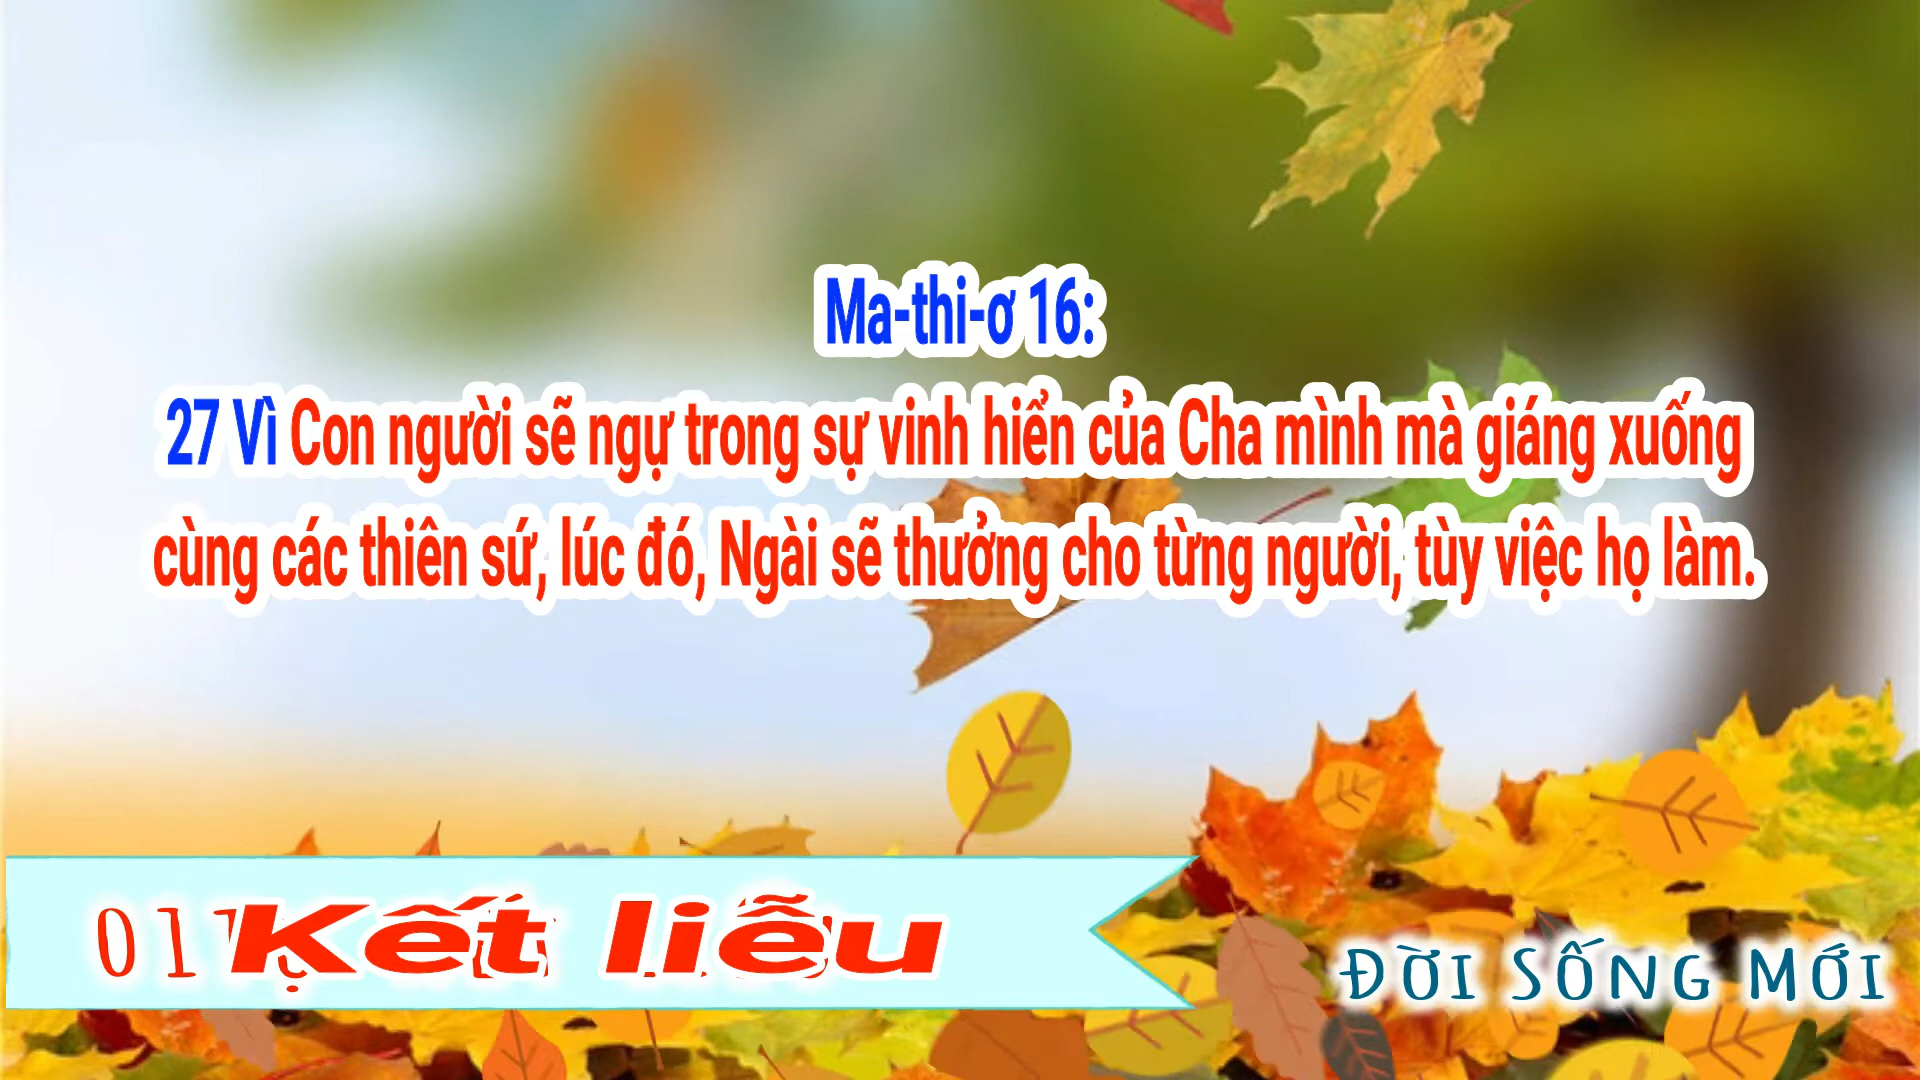 Ma-thi-ơ 16:
27 Vì Con người sẽ ngự trong sự vinh hiển của Cha mình mà giáng xuống
cùng các thiên sứ, lúc đó, Ngài sẽ thưởng cho từng người, tùy việc họ làm.
Kết liễu
ĐỜI SỐNG MỚI